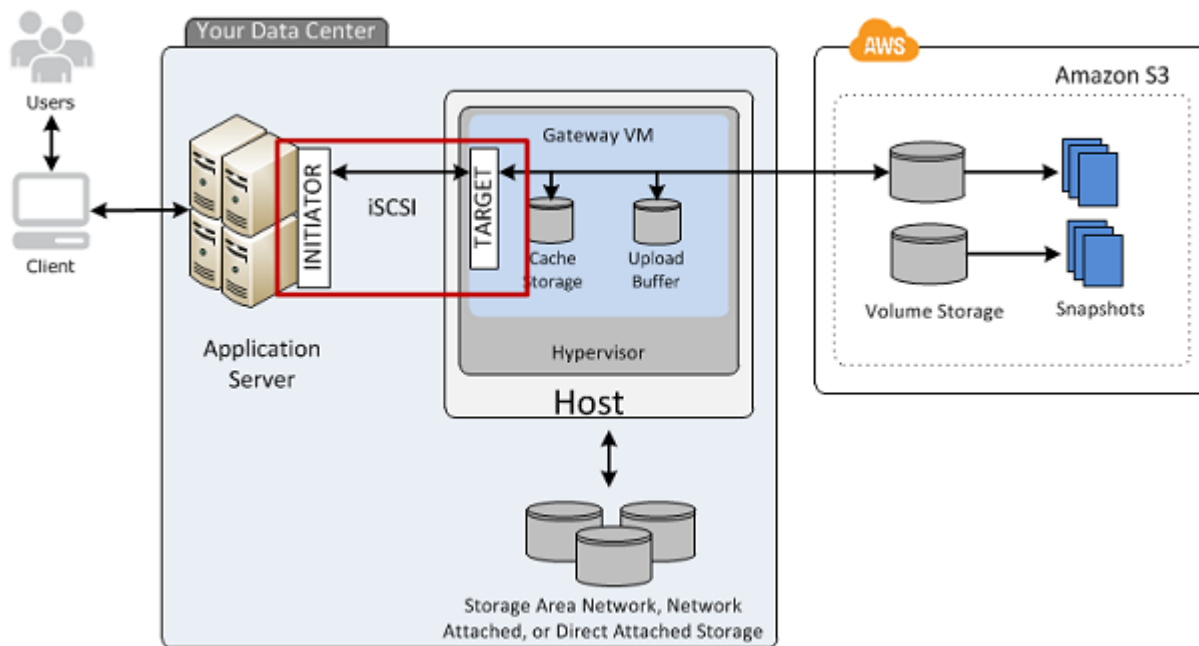 Your Data Center
AWS
Users
Amazon S3
Gateway VM
INITIATOR
iSCSI
TARGET
Cache
Storage
Upload
Buffer
Client
Volume Storage
Snapshots
Application
Server
Hypervisor
Host
Storage Area Network, Network
Attached, or Direct Attached Storage